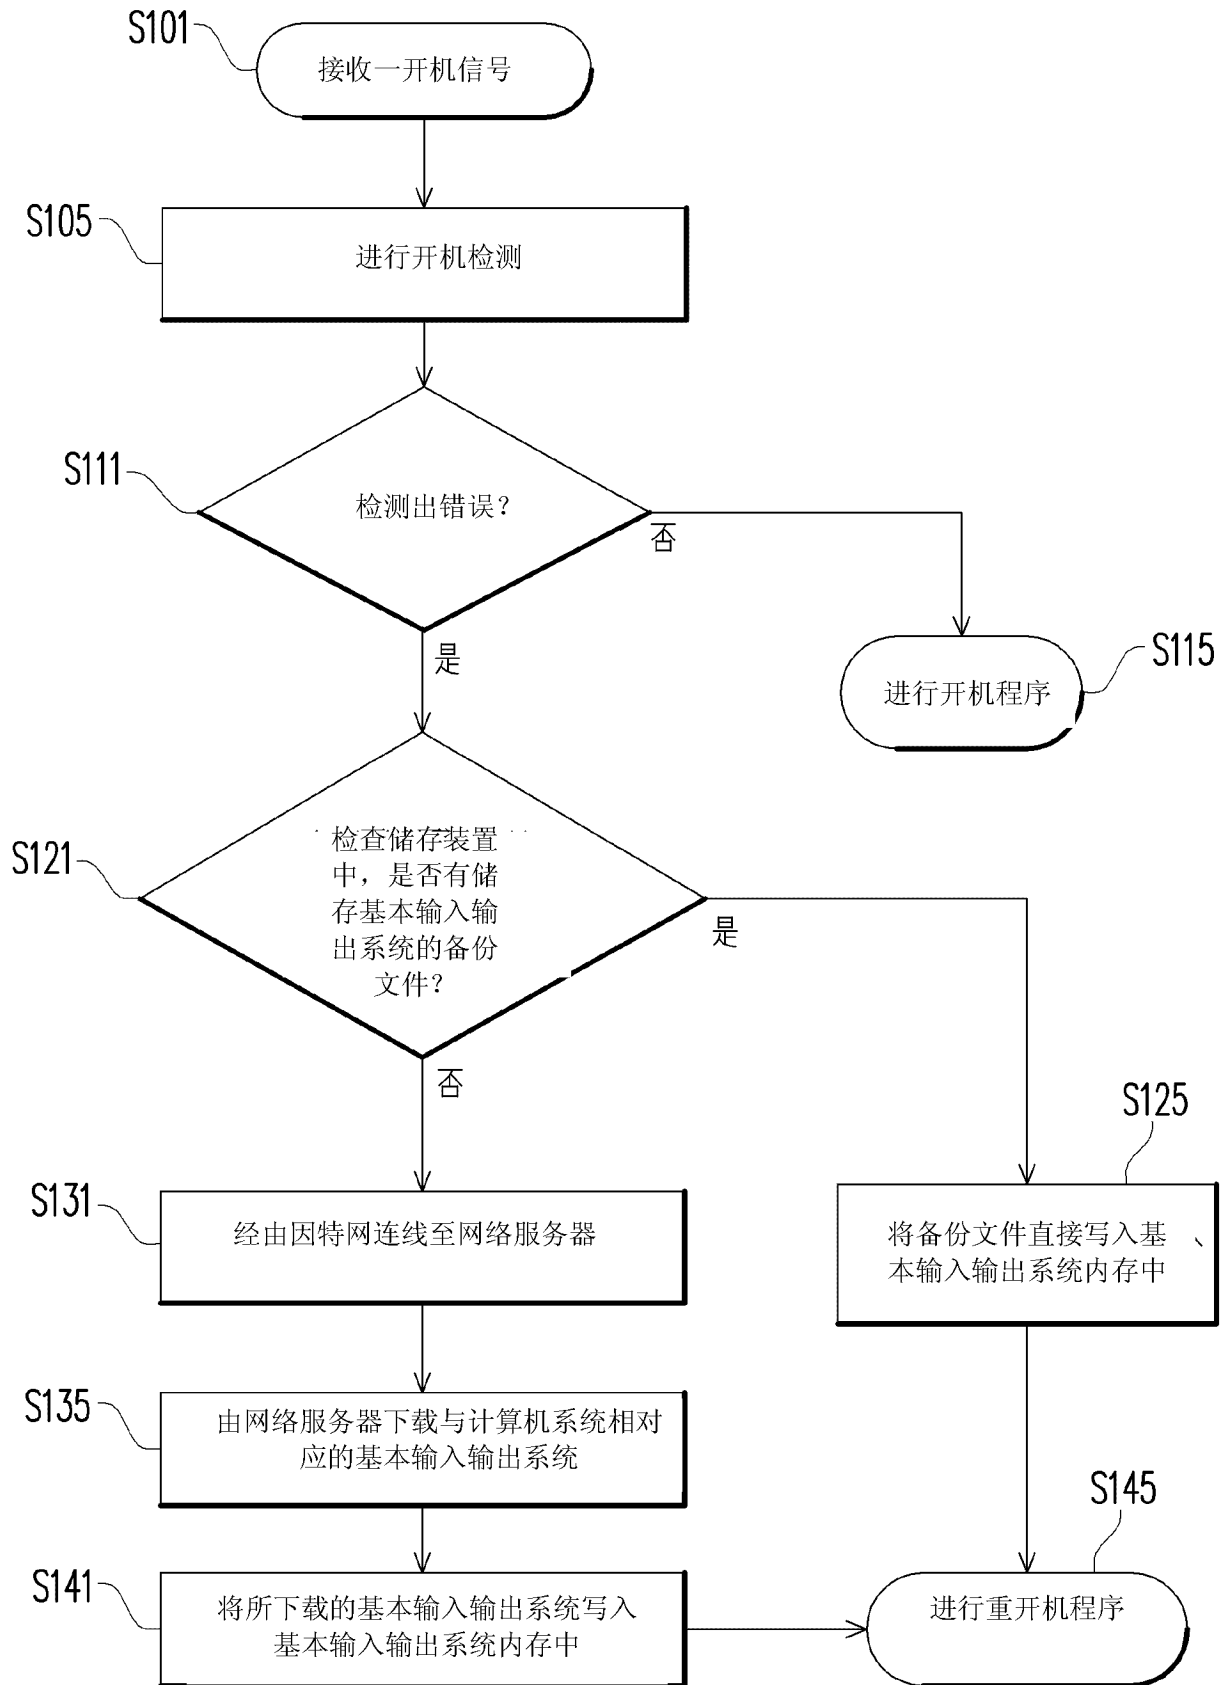 S101
接收一开机信号
S105
进行开机检测
S111
检测出错误?
否
是
S115
进行开机程序
S121
检查储存装置
中，是否有储
存基本输入输
出系统的备份
文件?
是
否
S125
将备份文件直接写入基
本输入输出系统内存中
S131
经由因特网连线至网络服务器
S135
由网络服务器下载与计算机系统相对
应的基本输入输出系统
S141
将所下载的基本输入输出系统写入
基本输入输出系统内存中
S145
进行重开机程序